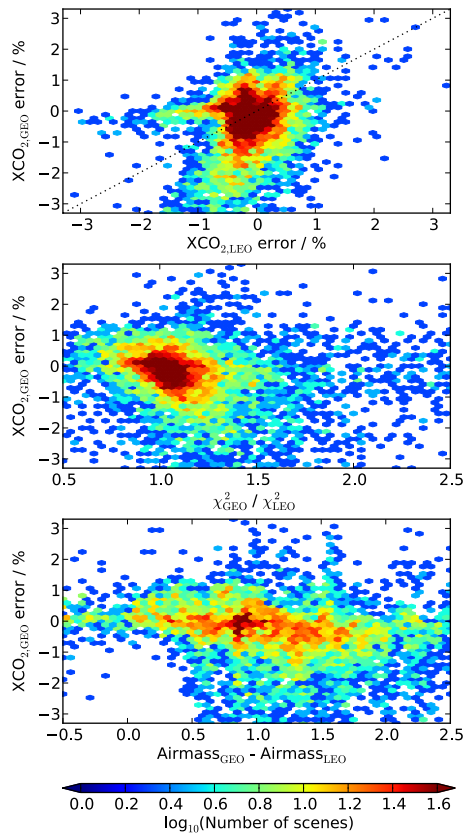 3
2
1
0
−1
−2
−3
XCO2,GEO error / %
−3 −2 −1 0 1 2 3
XCO2,LEO error / %
3
2
1
0
−1
−2
−3
XCO2,GEO error / %
0.5 1.0 1.5 2.0 2.5
χ²GEO / χ²LEO
3
2
1
0
−1
−2
−3
XCO2,GEO error / %
−0.5 0.0 0.5 1.0 1.5 2.0 2.5
AirmassGEO - AirmassLEO
0.0 0.2 0.4 0.6 0.8 1.0 1.2 1.4 1.6
log10(Number of scenes)